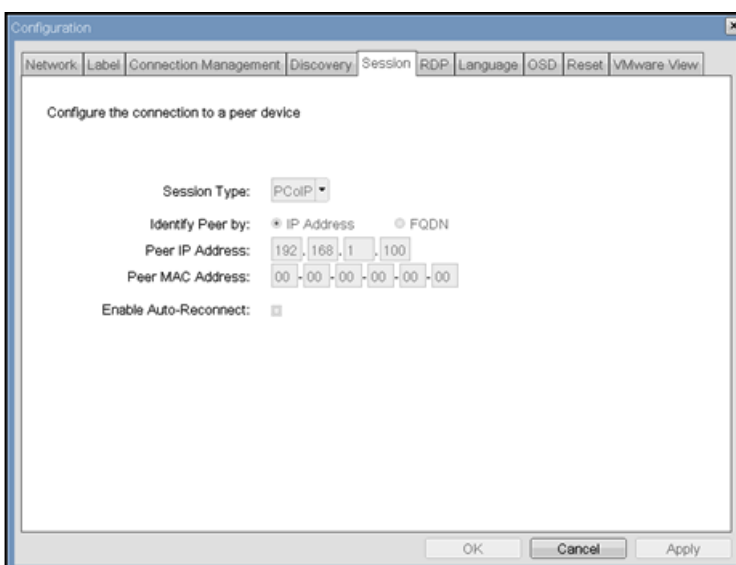 Configuration
Network Label Connection Management Discovery Session RDP Language OSD Reset VMware View
Configure the connection to a peer device
Session Type: PCoIP
Identify Peer by: IP Address FQDN
Peer IP Address: 192 . 168 . 1 . 100
Peer MAC Address: 00 - 00 - 00 - 00 - 00 - 00
Enable Auto-Reconnect:
OK Cancel Apply